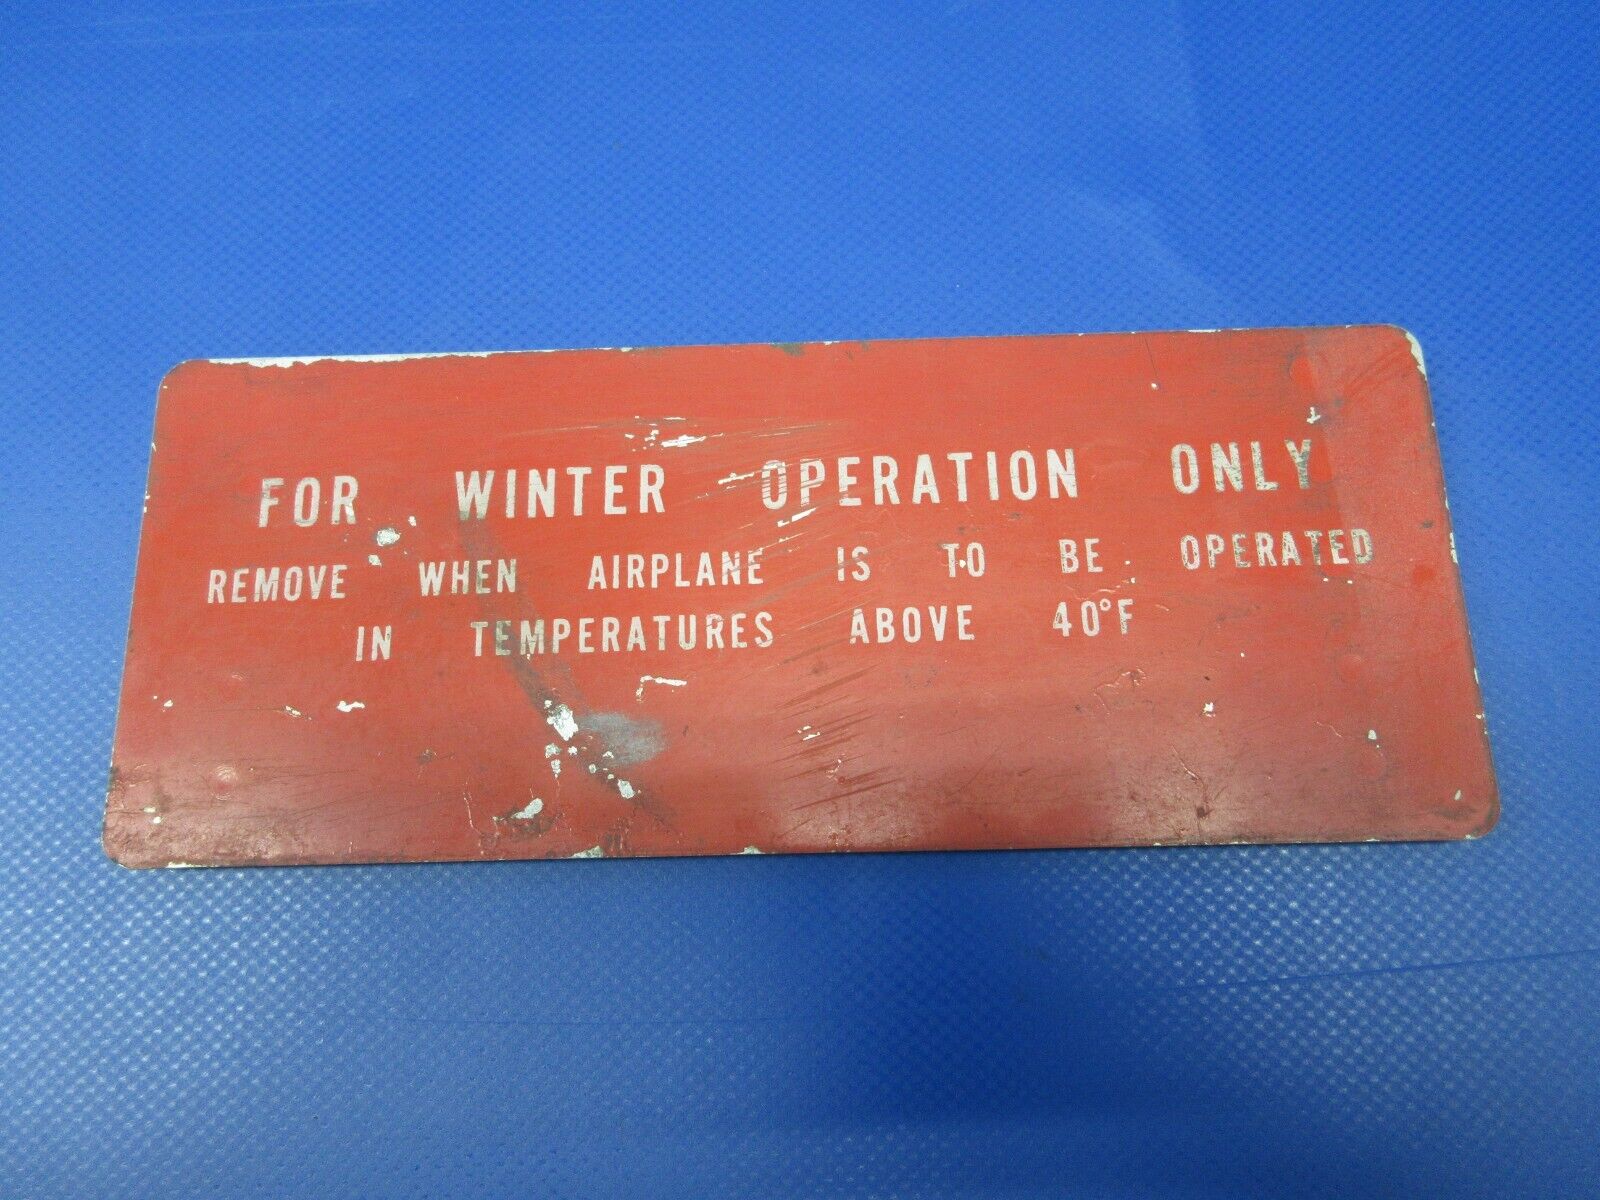 FOR WINTER OPERATION ONLY
REMOVE WHEN AIRPLANE IS TO BE OPERATED
IN TEMPERATURES ABOVE 40°F